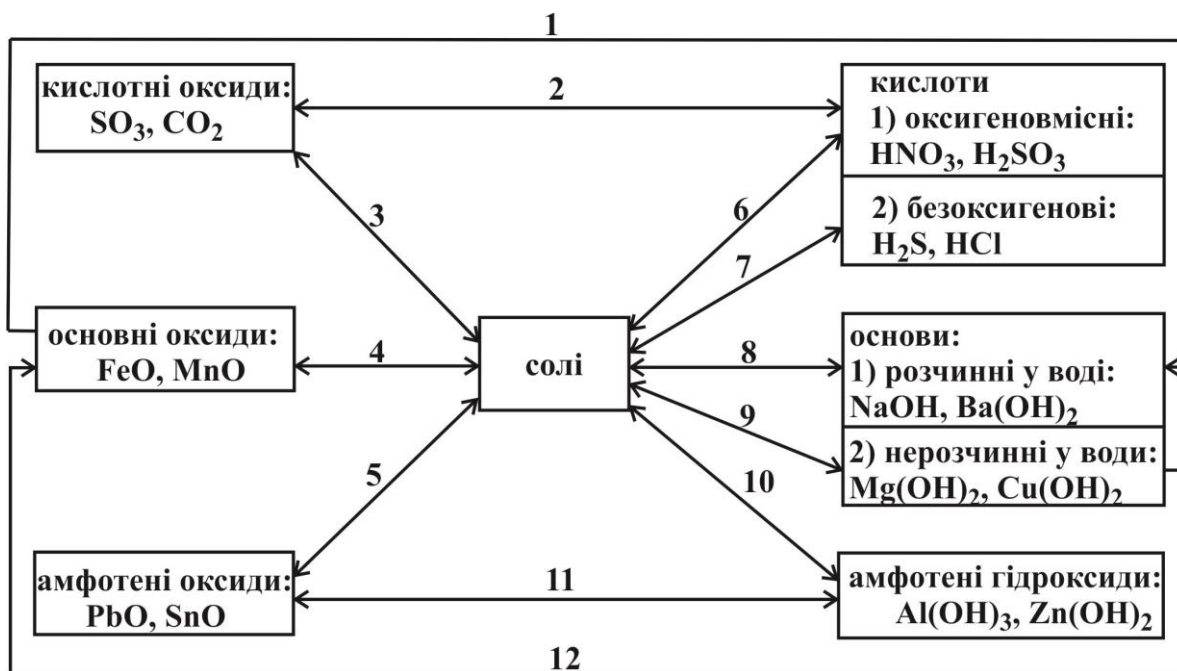 1
кислотні оксиди:
SO₃, CO₂
2
кислоти
1) оксигеновмісні:
HNO₃, H₂SO₃
2) безоксигенові:
H₂S, HCl
3
6
7
основні оксиди:
FeO, MnO
4
солі
8
основи:
1) розчинні у воді:
NaOH, Ba(OH)₂
9
2) нерозчинні у води:
Mg(OH)₂, Cu(OH)₂
5
10
амфотені оксиди:
PbO, SnO
11
амфотені гідроксиди:
Al(OH)₃, Zn(OH)₂
12